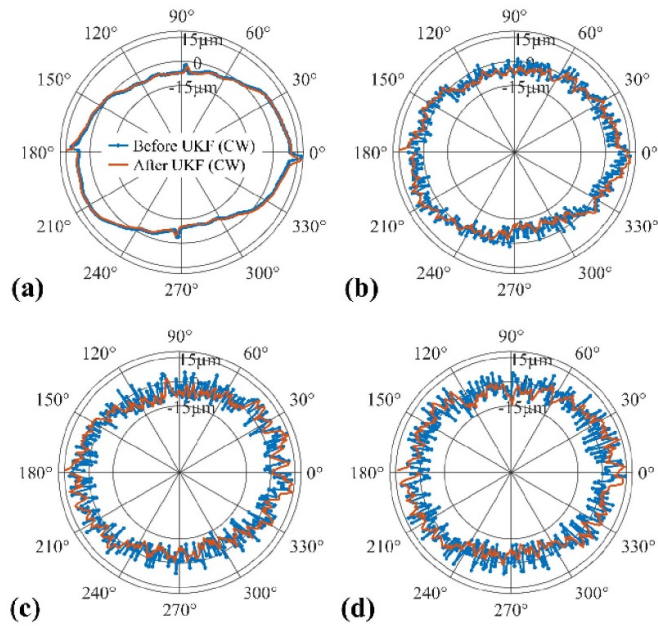 90°
120° 15μm 60°
0
150° -15μm 30°
Before UKF (CW)
180° 0°
After UKF (CW)
210° 330°
240° 300°
(a) 270°
90°
120° 15μm 60°
0
150° -15μm 30°
180° 0°
210° 330°
240° 300°
(b) 270°
90°
120° 15μm 60°
150° -15μm 30°
180° 0°
210° 330°
240° 300°
(c) 270°
90°
120° 15μm 60°
150° -15μm 30°
180° 0°
210° 330°
240° 300°
(d) 270°